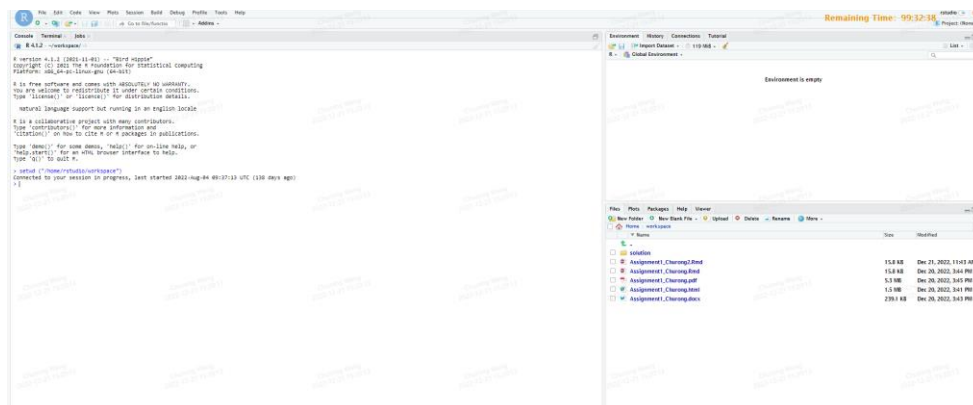 File Edit Code View Plots Session Build Debug Profile Tools Help
Go to file/function
Addins
Remaining Time: 99:32:38
rstudio
Project: (None)
Console Terminal Jobs
R 4.1.2 · ~/workspace/
R version 4.1.2 (2021-11-01) -- "Bird Hippie"
Copyright (C) 2021 The R Foundation for Statistical Computing
Platform: x86_64-pc-linux-gnu (64-bit)
R is free software and comes with ABSOLUTELY NO WARRANTY.
You are welcome to redistribute it under certain conditions.
Type 'license()' or 'licence()' for distribution details.
Natural language support but running in an English locale
R is a collaborative project with many contributors.
Type 'contributors()' for more information and
'citation()' on how to cite R or R packages in publications.
Type 'demo()' for some demos, 'help()' for on-line help, or
'help.start()' for an HTML browser interface to help.
Type 'q()' to quit R.
> setwd ("/home/rstudio/workspace")
Connected to your session in progress, last started 2022-Aug-04 09:37:13 UTC (138 days ago)
>
Environment History Connections Tutorial
Import Dataset 110 MiB List
R Global Environment
Environment is empty
Files Plots Packages Help Viewer
New Folder New Blank File Upload Delete Rename More
Home workspace
Name Size Modified
..
solution
Assignment1_Churong2.Rmd 15.8 KB Dec 21, 2022, 11:43 AM
Assignment1_Churong.Rmd 15.8 KB Dec 20, 2022, 3:44 PM
Assignment1_Churong.pdf 5.3 MB Dec 20, 2022, 3:45 PM
Assignment1_Churong.html 1.5 MB Dec 20, 2022, 3:41 PM
Assignment1_Churong.docx 239.1 KB Dec 20, 2022, 3:43 PM